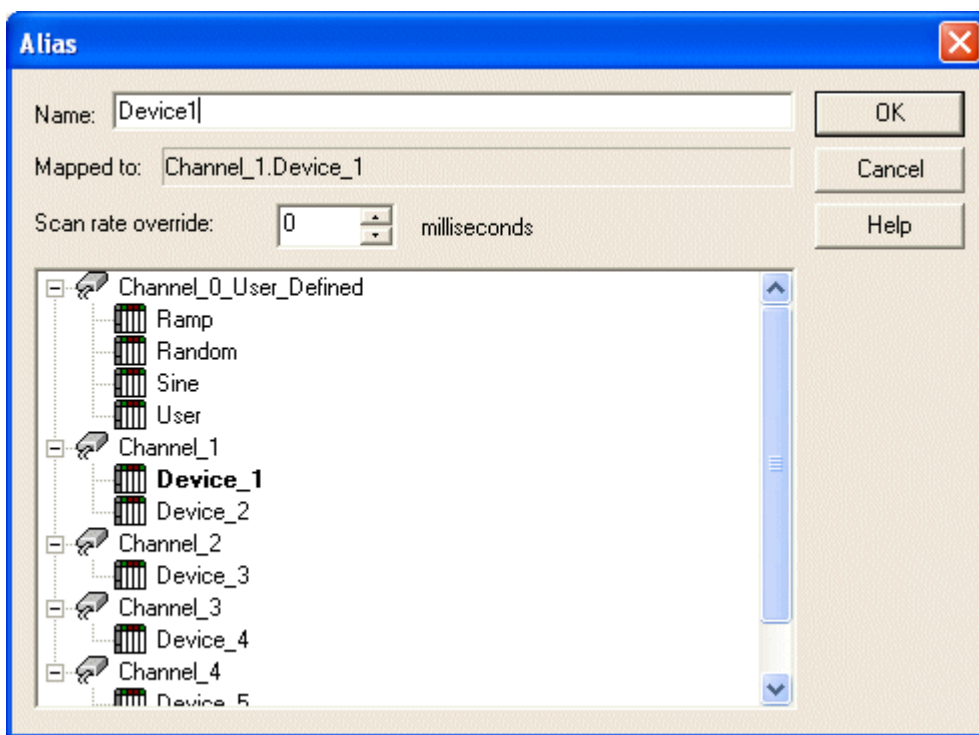 Alias
Name: Device1
OK
Mapped to: Channel_1.Device_1
Cancel
Scan rate override: 0 milliseconds
Help
Channel_0_User_Defined
Ramp
Random
Sine
User
Channel_1
Device_1
Device_2
Channel_2
Device_3
Channel_3
Device_4
Channel_4
Device_5